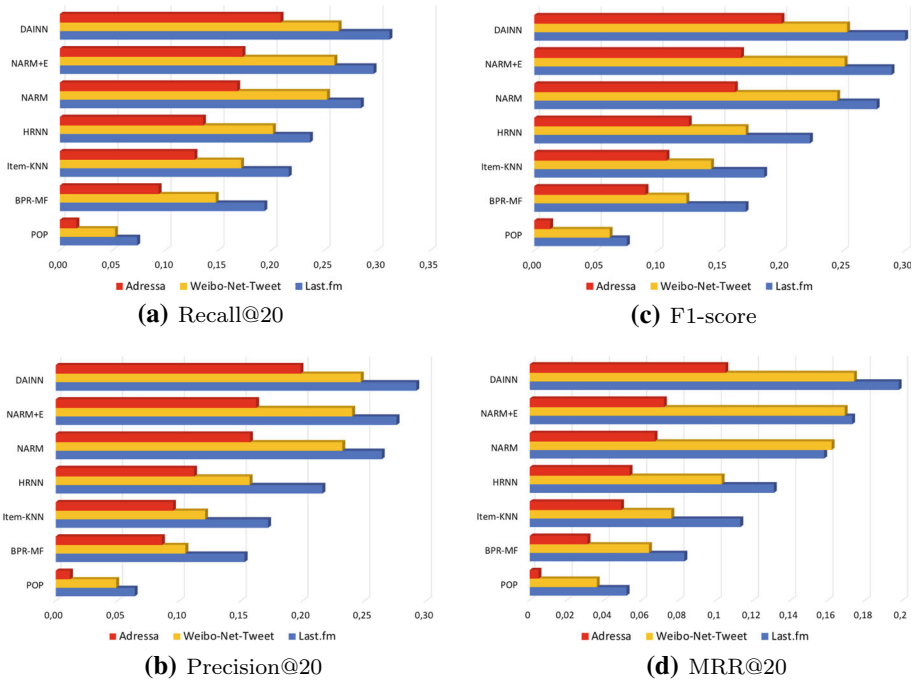 DAINN
NARM+E
NARM
HRNN
Item-KNN
BPR-MF
POP
0,00 0,05 0,10 0,15 0,20 0,25 0,30 0,35
Adressa Weibo-Net-Tweet Last.fm
(a) Recall@20
DAINN
NARM+E
NARM
HRNN
Item-KNN
BPR-MF
POP
0,00 0,05 0,10 0,15 0,20 0,25 0,30
Adressa Weibo-Net-Tweet Last.fm
(c) F1-score
DAINN
NARM+E
NARM
HRNN
Item-KNN
BPR-MF
POP
0,00 0,05 0,10 0,15 0,20 0,25 0,30
Adressa Weibo-Net-Tweet Last.fm
(b) Precision@20
DAINN
NARM+E
NARM
HRNN
Item-KNN
BPR-MF
POP
0 0,02 0,04 0,06 0,08 0,1 0,12 0,14 0,16 0,18 0,2
Adressa Weibo-Net-Tweet Last.fm
(d) MRR@20